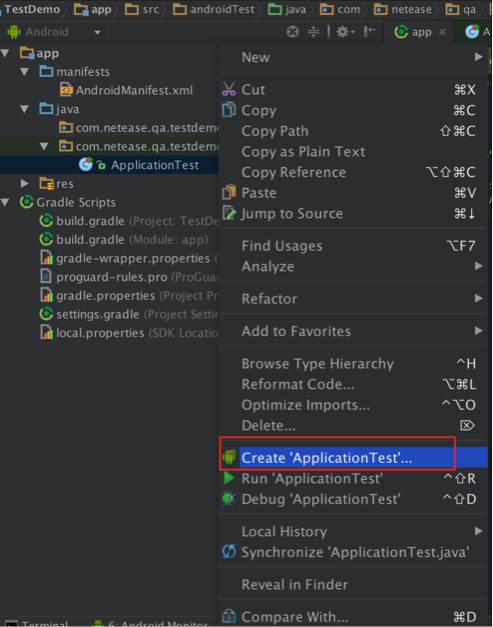 TestDemo app src androidTest java com netease qa
Android app A
app
manifests
AndroidManifest.xml
java
com.netease.qa.testdemo
com.netease.qa.testdemo
ApplicationTest
res
Gradle Scripts
build.gradle (Project: TestDe
build.gradle (Module: app)
gradle-wrapper.properties (
proguard-rules.pro (ProGua
gradle.properties (Project Pr
settings.gradle (Project Settin
local.properties (SDK Locatio
New
Cut ⌘X
Copy ⌘C
Copy Path ⇧⌘C
Copy as Plain Text
Copy Reference ⌥⇧⌘C
Paste ⌘V
Jump to Source ⌘↓
Find Usages ⌥F7
Analyze
Refactor
Add to Favorites
Browse Type Hierarchy ^H
Reformat Code... ⌥⌘L
Optimize Imports... ^⌥O
Delete... ⌦
Create 'ApplicationTest'...
Run 'ApplicationTest' ^⇧R
Debug 'ApplicationTest' ^⇧D
Local History
Synchronize 'ApplicationTest.java'
Reveal in Finder
Compare With... ⌘D
Terminal 6: Android Monitor